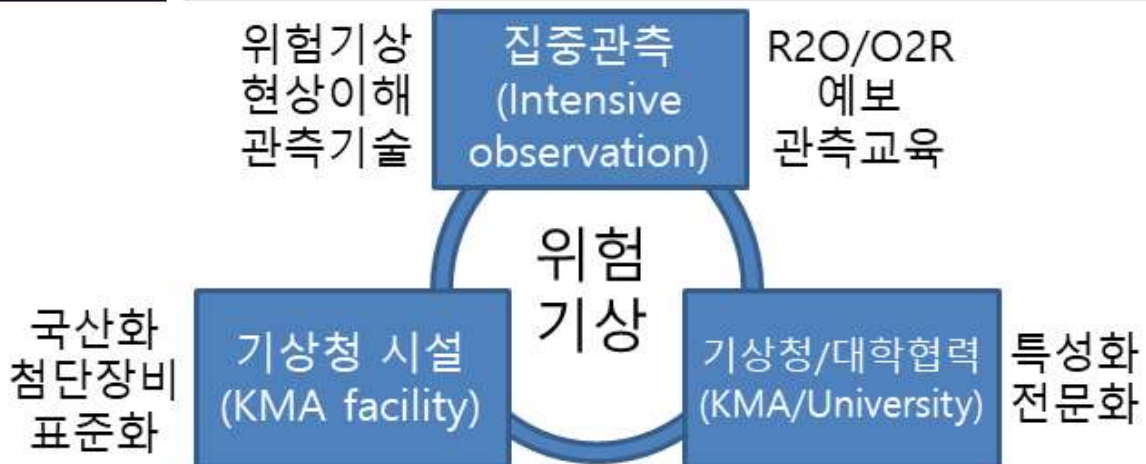 위험기상
현상이해
관측기술
집중관측
(Intensive
observation)
R2O/O2R
예보
관측교육
위험
기상
국산화
첨단장비
표준화
기상청 시설
(KMA facility)
기상청/대학협력
(KMA/University)
특성화
전문화